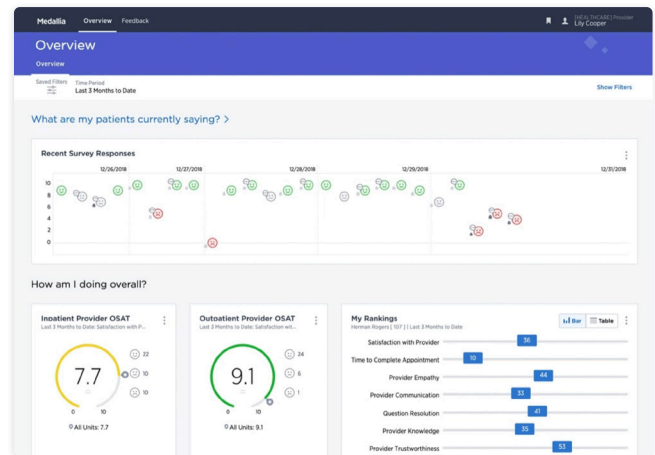 Medallia Overview Feedback [HEALTHCARE] Provider
Lily Cooper
Overview
Overview
Saved Filters Time Period
Last 3 Months to Date Show Filters
What are my patients currently saying? >
Recent Survey Responses
12/26/2018 12/27/2018 12/28/2018 12/29/2018 12/31/2018
10
8
6
4
2
0
How am I doing overall?
Inpatient Provider OSAT
Last 3 Months to Date: Satisfaction with P...
22
7.7
10
10
0 10
All Units: 7.7
Outpatient Provider OSAT
Last 3 Months to Date: Satisfaction wit...
24
9.1
6
1
0 10
All Units: 9.1
My Rankings Bar Table
Herman Rogers [ 107 ] | Last 3 Months to Date
Satisfaction with Provider 36
Time to Complete Appointment 10
Provider Empathy 44
Provider Communication 33
Question Resolution 41
Provider Knowledge 35
Provider Trustworthiness 53